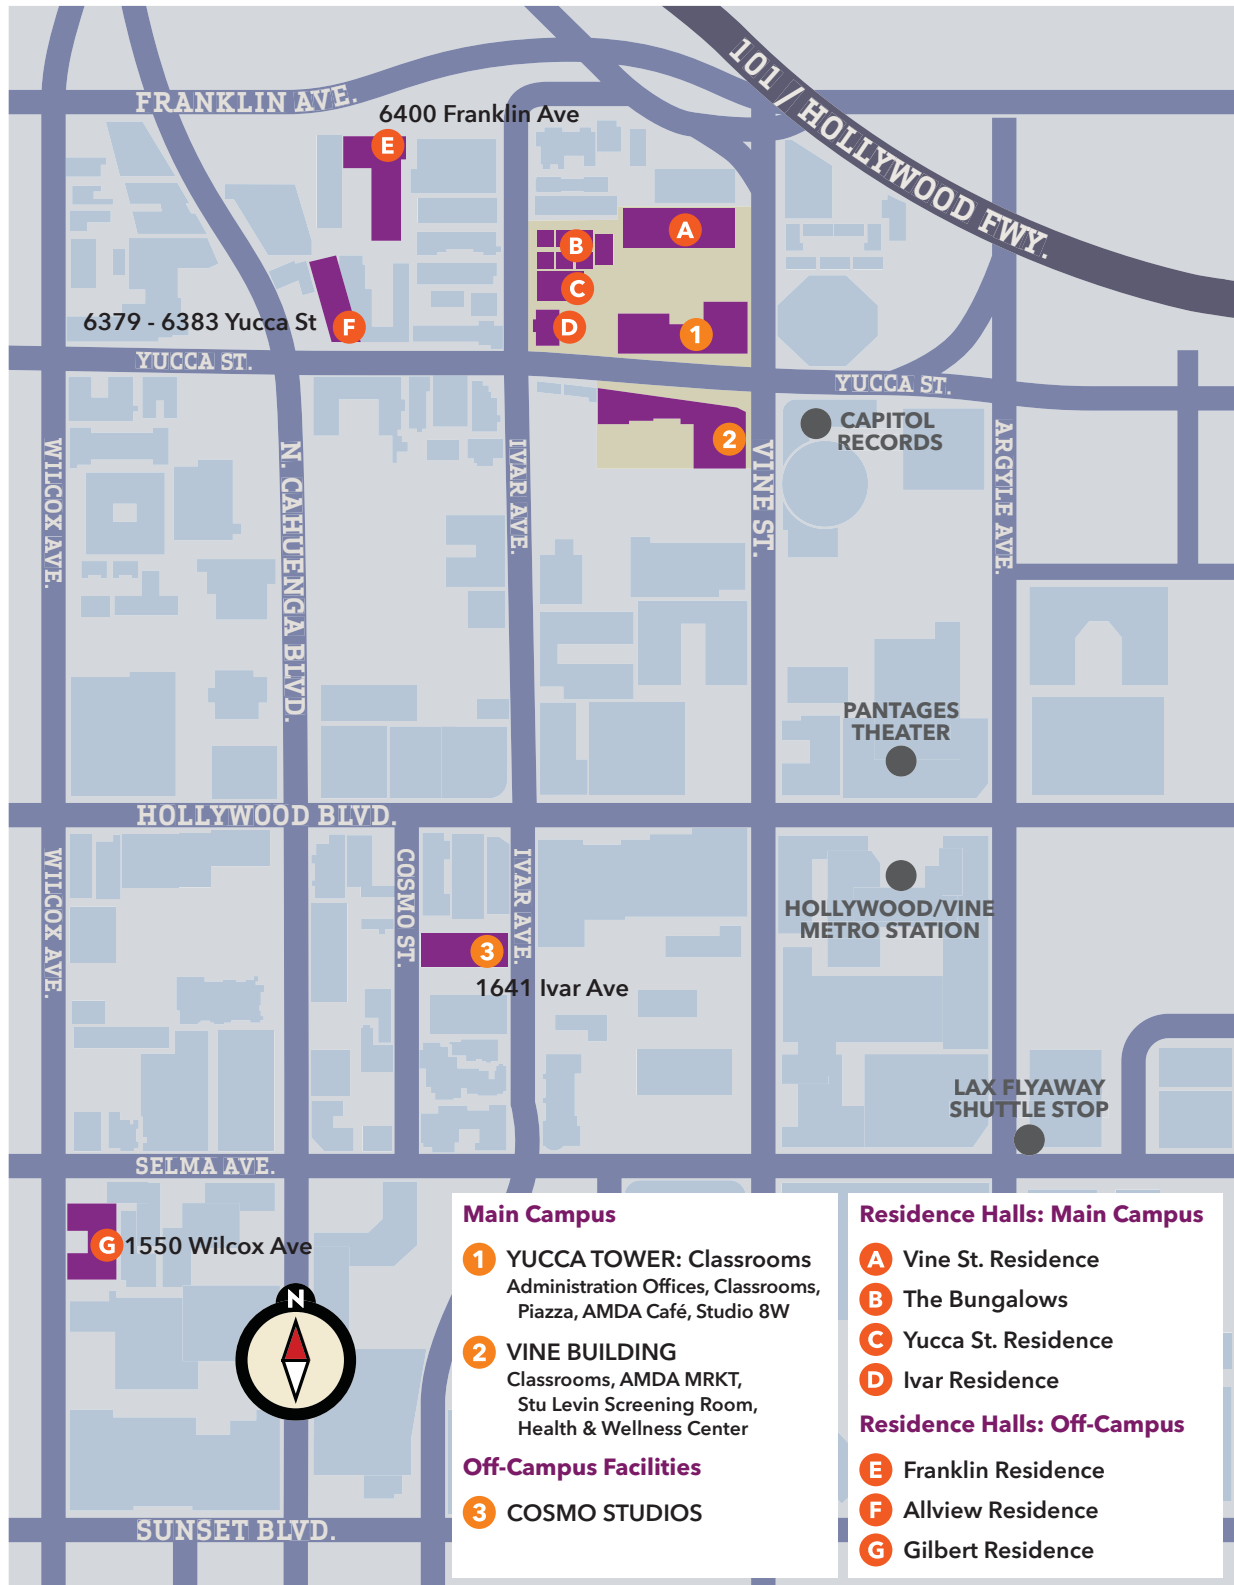 101 / HOLLYWOOD FWY.
FRANKLIN AVE.
6400 Franklin Ave
E
A
B
C
D
1
6379 - 6383 Yucca St
F
YUCCA ST.
YUCCA ST.
CAPITOL
RECORDS
2
WILCOX AVE.
N. CAHUENGA BLVD.
IVAR AVE.
VINE ST.
ARGYLE AVE.
PANTAGES
THEATER
HOLLYWOOD BLVD.
WILCOX AVE.
COSMO ST.
IVAR AVE.
HOLLYWOOD/VINE
METRO STATION
3
1641 Ivar Ave
LAX FLYAWAY
SHUTTLE STOP
SELMA AVE.
G
1550 Wilcox Ave
N
SUNSET BLVD.
Main Campus
1 YUCCA TOWER: Classrooms
Administration Offices, Classrooms,
Piazza, AMDA Café, Studio 8W
2 VINE BUILDING
Classrooms, AMDA MRKT,
Stu Levin Screening Room,
Health & Wellness Center
Off-Campus Facilities
3 COSMO STUDIOS
Residence Halls: Main Campus
A Vine St. Residence
B The Bungalows
C Yucca St. Residence
D Ivar Residence
Residence Halls: Off-Campus
E Franklin Residence
F Allview Residence
G Gilbert Residence